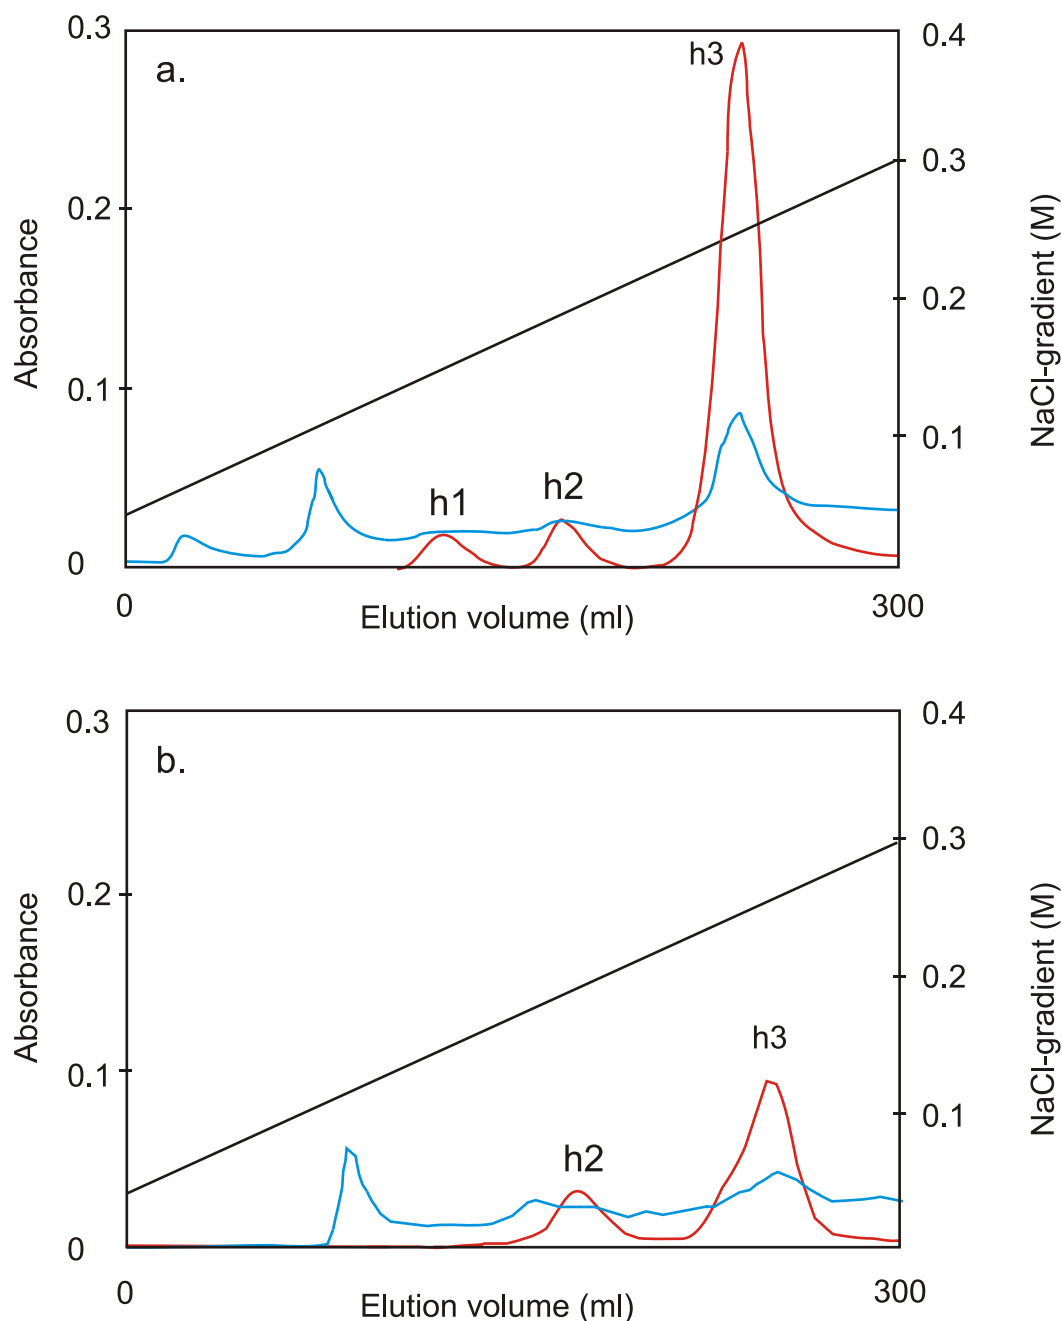 0.3
0.4
a.
h3
0.3
0.2
0.2
Absorbance
NaCl-gradient (M)
0.1
0.1
h1
h2
0
0
300
Elution volume (ml)
0.3
0.4
b.
0.3
0.2
0.2
Absorbance
NaCl-gradient (M)
h3
0.1
0.1
h2
0
0
300
Elution volume (ml)